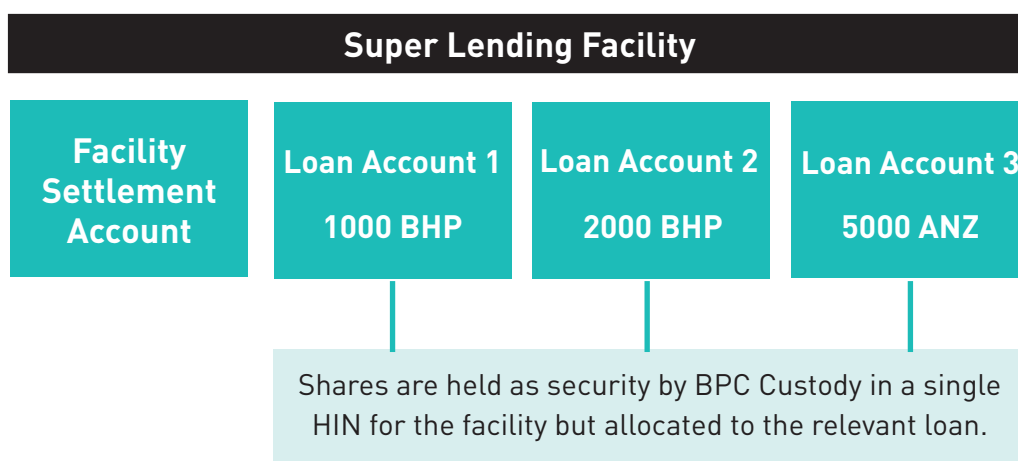 Super Lending Facility
Facility
Settlement
Account
Loan Account 1
1000 BHP
Loan Account 2
2000 BHP
Loan Account 3
5000 ANZ
Shares are held as security by BPC Custody in a single
HIN for the facility but allocated to the relevant loan.